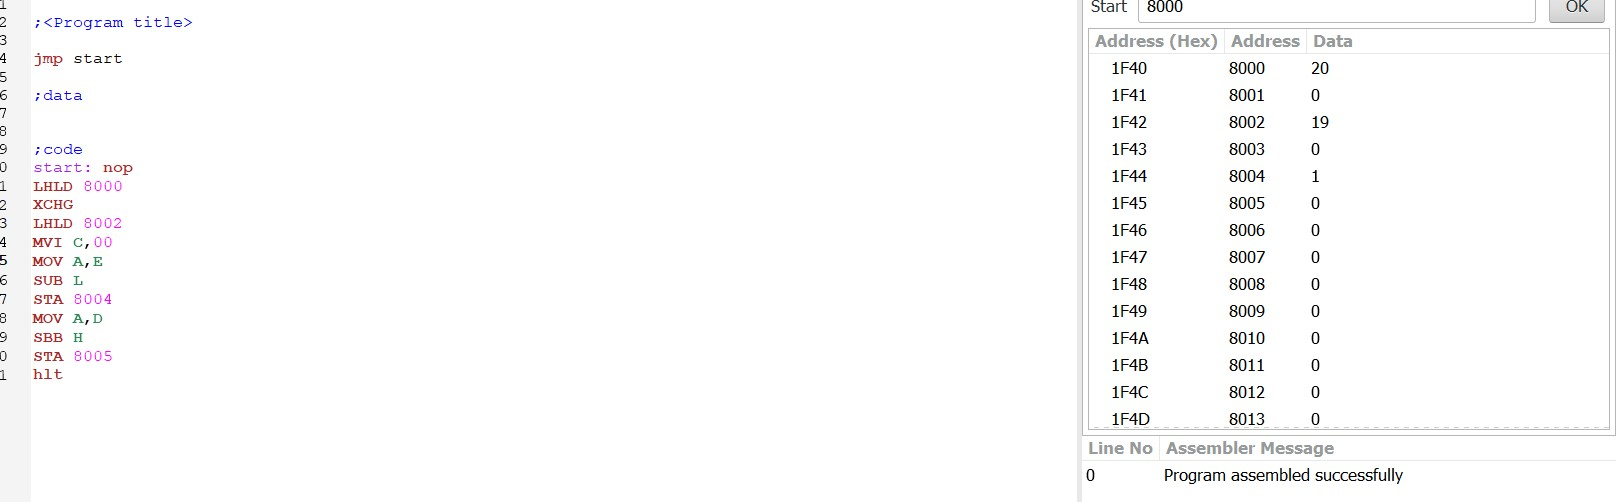 1
2 ;<Program title>
3
4 jmp start
5
6 ;data
7
8
9 ;code
0 start: nop
1 LHLD 8000
2 XCHG
3 LHLD 8002
4 MVI C,00
5 MOV A,E
6 SUB L
7 STA 8004
8 MOV A,D
9 SBB H
0 STA 8005
1 hlt
Start 8000 OK
Address (Hex) Address Data
1F40 8000 20
1F41 8001 0
1F42 8002 19
1F43 8003 0
1F44 8004 1
1F45 8005 0
1F46 8006 0
1F47 8007 0
1F48 8008 0
1F49 8009 0
1F4A 8010 0
1F4B 8011 0
1F4C 8012 0
1F4D 8013 0
Line No Assembler Message
0 Program assembled successfully